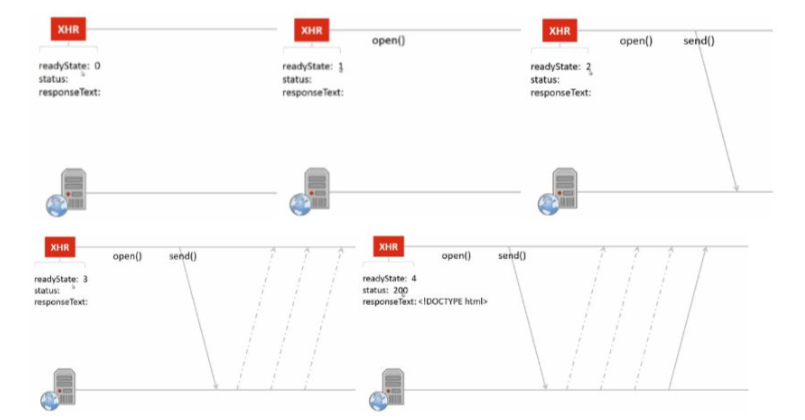 XHR
readyState: 0
status:
responseText:
XHR
open()
readyState: 1
status:
responseText:
XHR
open() send()
readyState: 2
status:
responseText:
XHR
open() send()
readyState: 3
status:
responseText:
XHR
open() send()
readyState: 4
status: 200
responseText: <!DOCTYPE html>